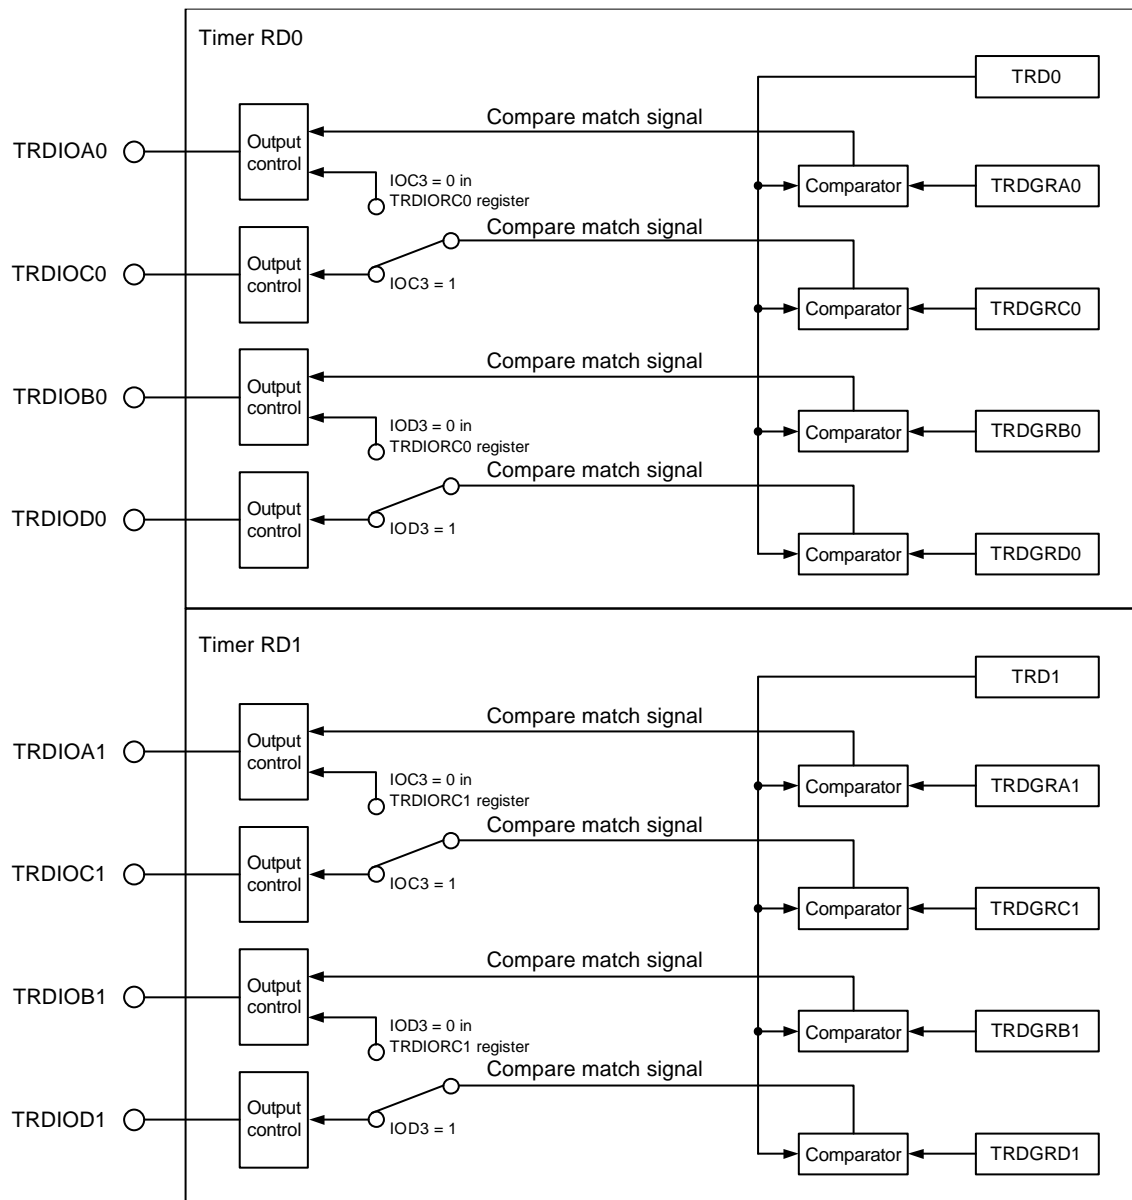 Timer RD0
TRD0
Compare match signal
TRDIOA0
Output
control
IOC3 = 0 in
TRDIORC0 register
Comparator
TRDGRA0
Compare match signal
TRDIOC0
Output
control
IOC3 = 1
Comparator
TRDGRC0
Compare match signal
TRDIOB0
Output
control
IOD3 = 0 in
TRDIORC0 register
Comparator
TRDGRB0
Compare match signal
TRDIOD0
Output
control
IOD3 = 1
Comparator
TRDGRD0
Timer RD1
TRD1
Compare match signal
TRDIOA1
Output
control
IOC3 = 0 in
TRDIORC1 register
Comparator
TRDGRA1
Compare match signal
TRDIOC1
Output
control
IOC3 = 1
Comparator
TRDGRC1
Compare match signal
TRDIOB1
Output
control
IOD3 = 0 in
TRDIORC1 register
Comparator
TRDGRB1
Compare match signal
TRDIOD1
Output
control
IOD3 = 1
Comparator
TRDGRD1